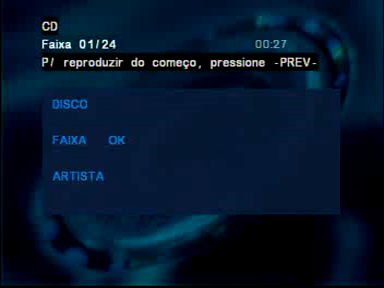 CD
Faixa 01/24 00:27
P/ reproduzir do começo, pressione -PREV-
DISCO
FAIXA OK
ARTISTA